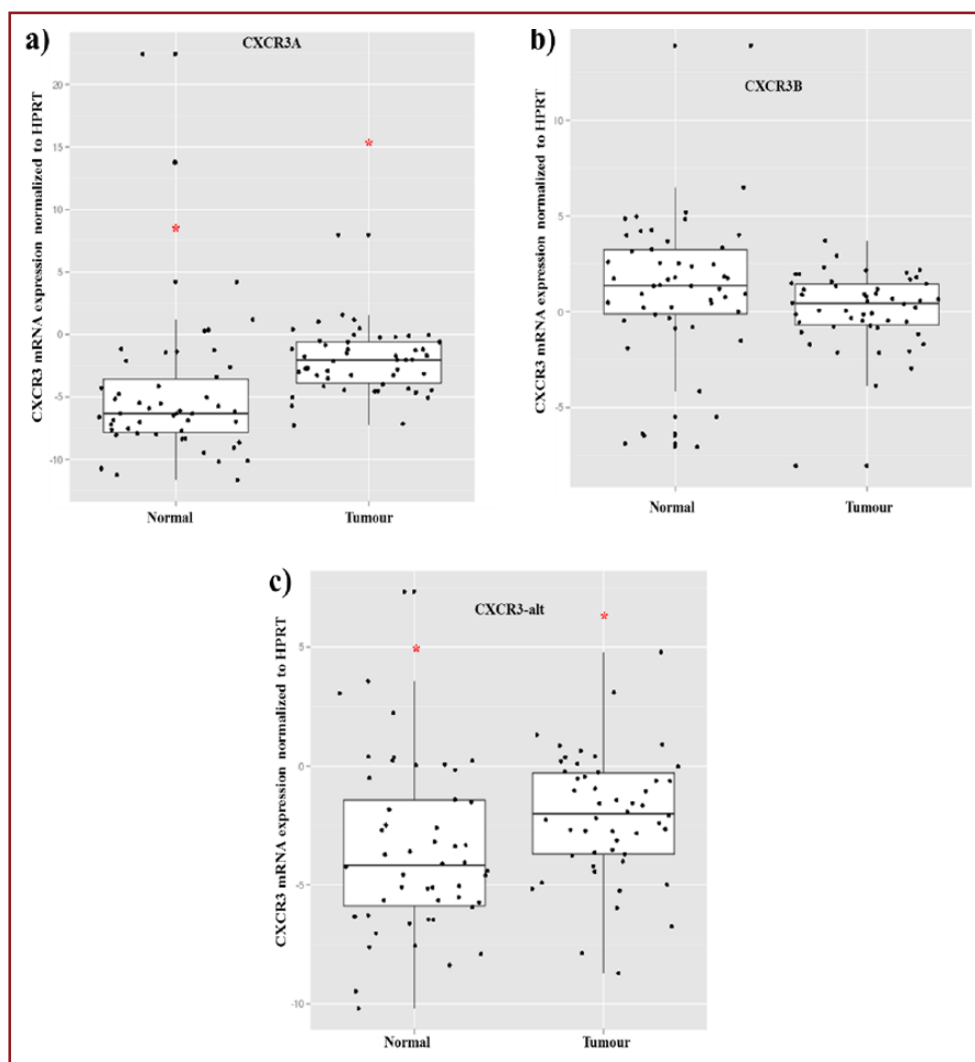 a)
CXCR3A
CXCR3 mRNA expression normalized to HPRT
20
15
*
10
*
5
0
-5
-10
Normal Tumour
b)
CXCR3B
CXCR3 mRNA expression normalized to HPRT
10
5
0
-5
Normal Tumour
c)
CXCR3-alt
CXCR3 mRNA expression normalized to HPRT
*
5
*
0
-5
-10
Normal Tumour